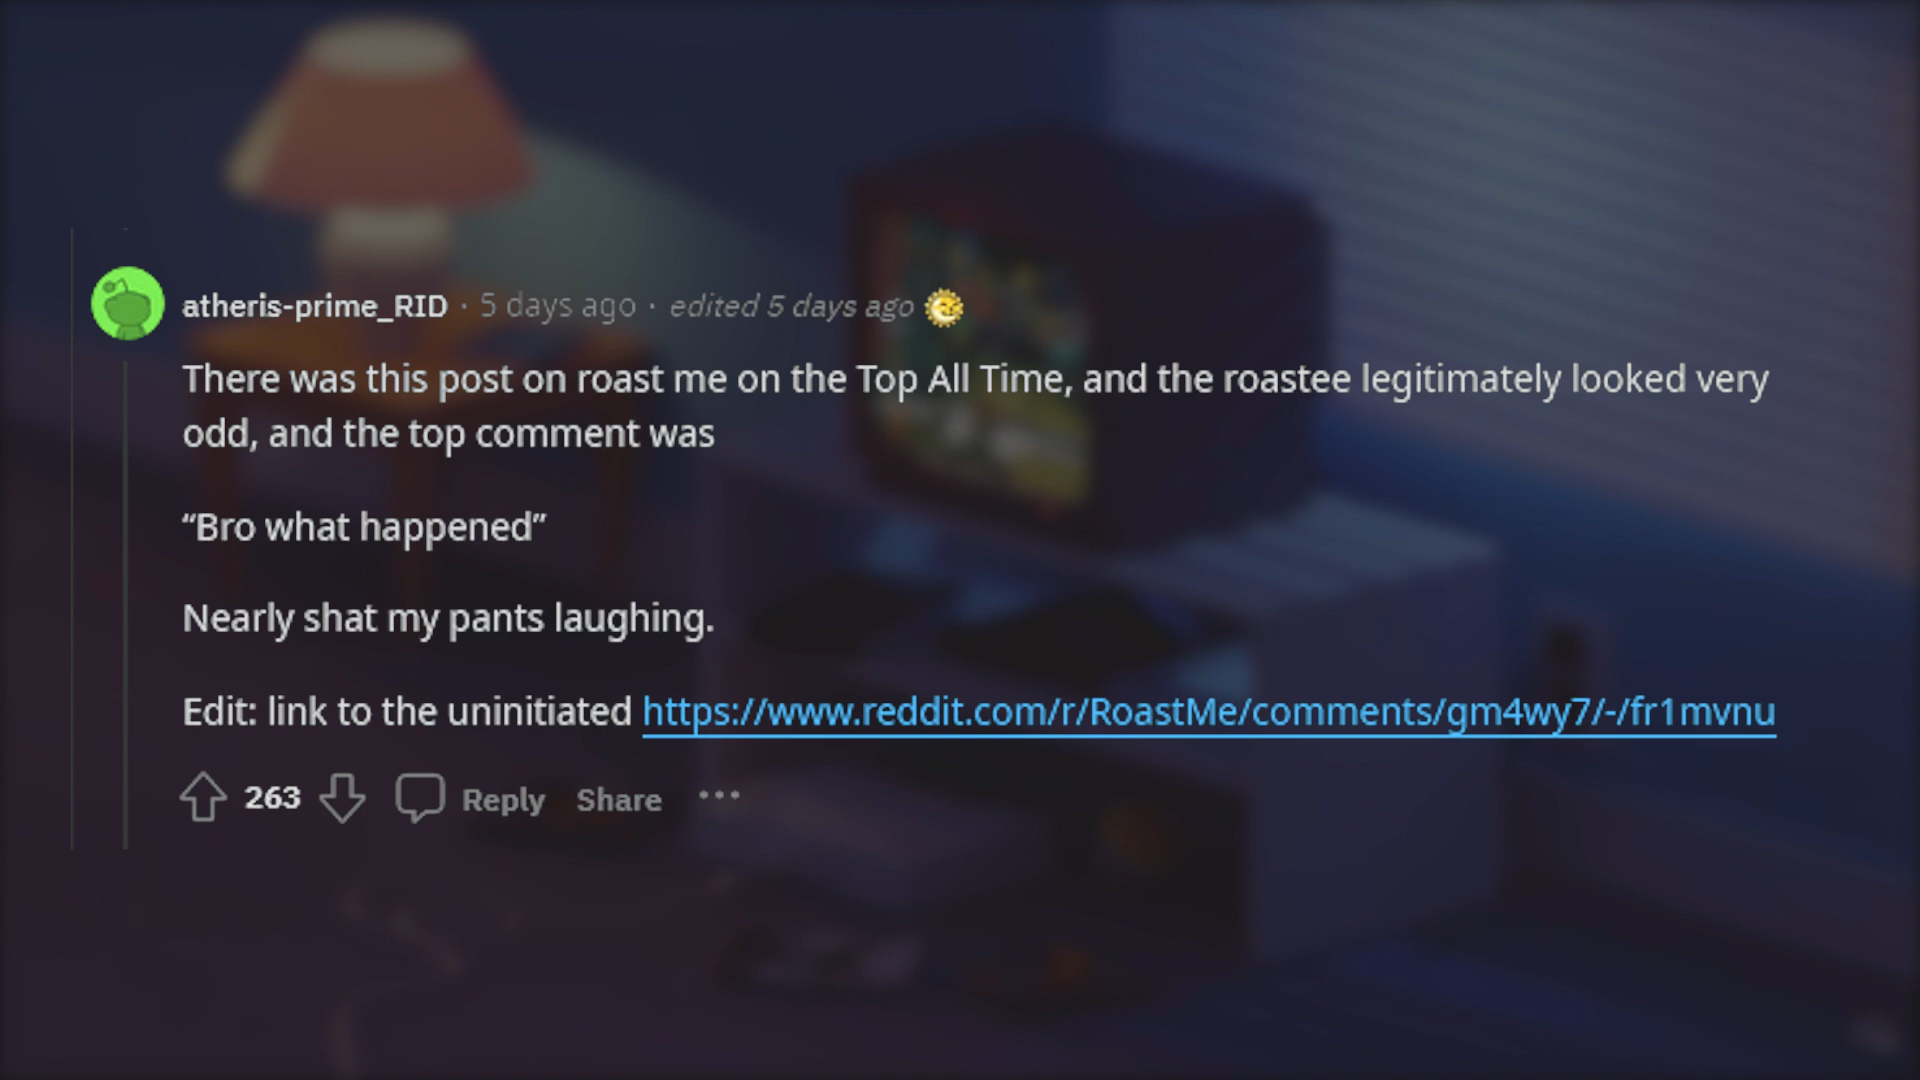 atheris-prime_RID · 5 days ago · edited 5 days ago
There was this post on roast me on the Top All Time, and the roastee legitimately looked very
odd, and the top comment was
“Bro what happened”
Nearly shat my pants laughing.
Edit: link to the uninitiated https://www.reddit.com/r/RoastMe/comments/gm4wy7/-/fr1mvnu
263 Reply Share ···